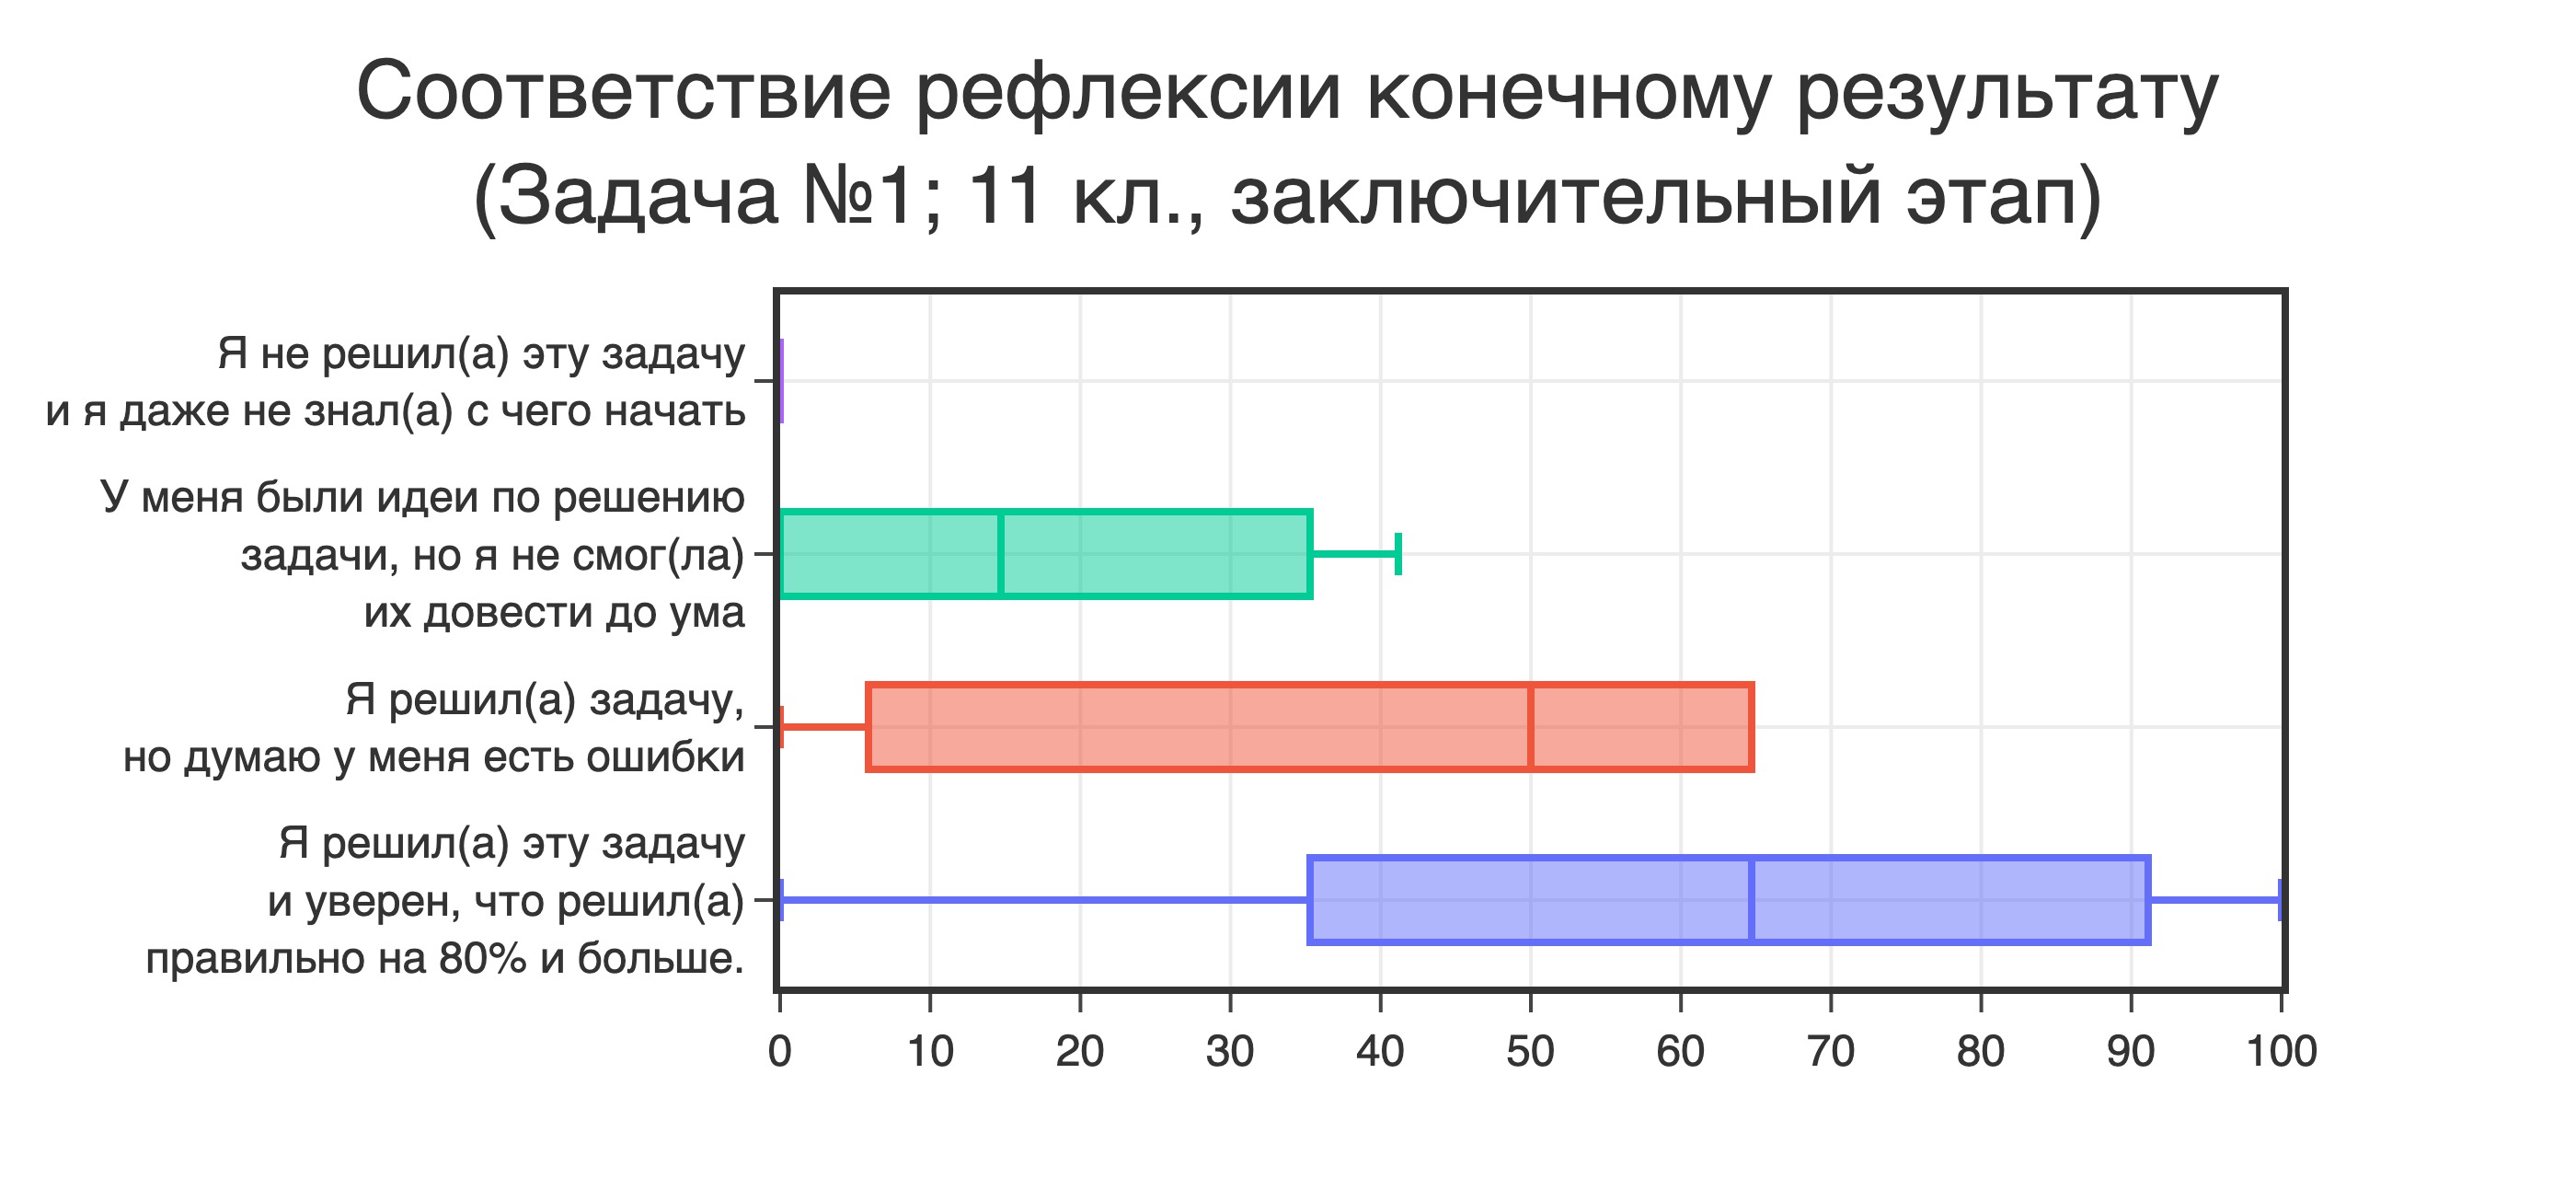 Соответствие рефлексии конечному результату
(Задача №1; 11 кл., заключительный этап)
Я не решил(а) эту задачу
и я даже не знал(а) с чего начать
У меня были идеи по решению
задачи, но я не смог(ла)
их довести до ума
Я решил(а) задачу,
но думаю у меня есть ошибки
Я решил(а) эту задачу
и уверен, что решил(а)
правильно на 80% и больше.
0 10 20 30 40 50 60 70 80 90 100